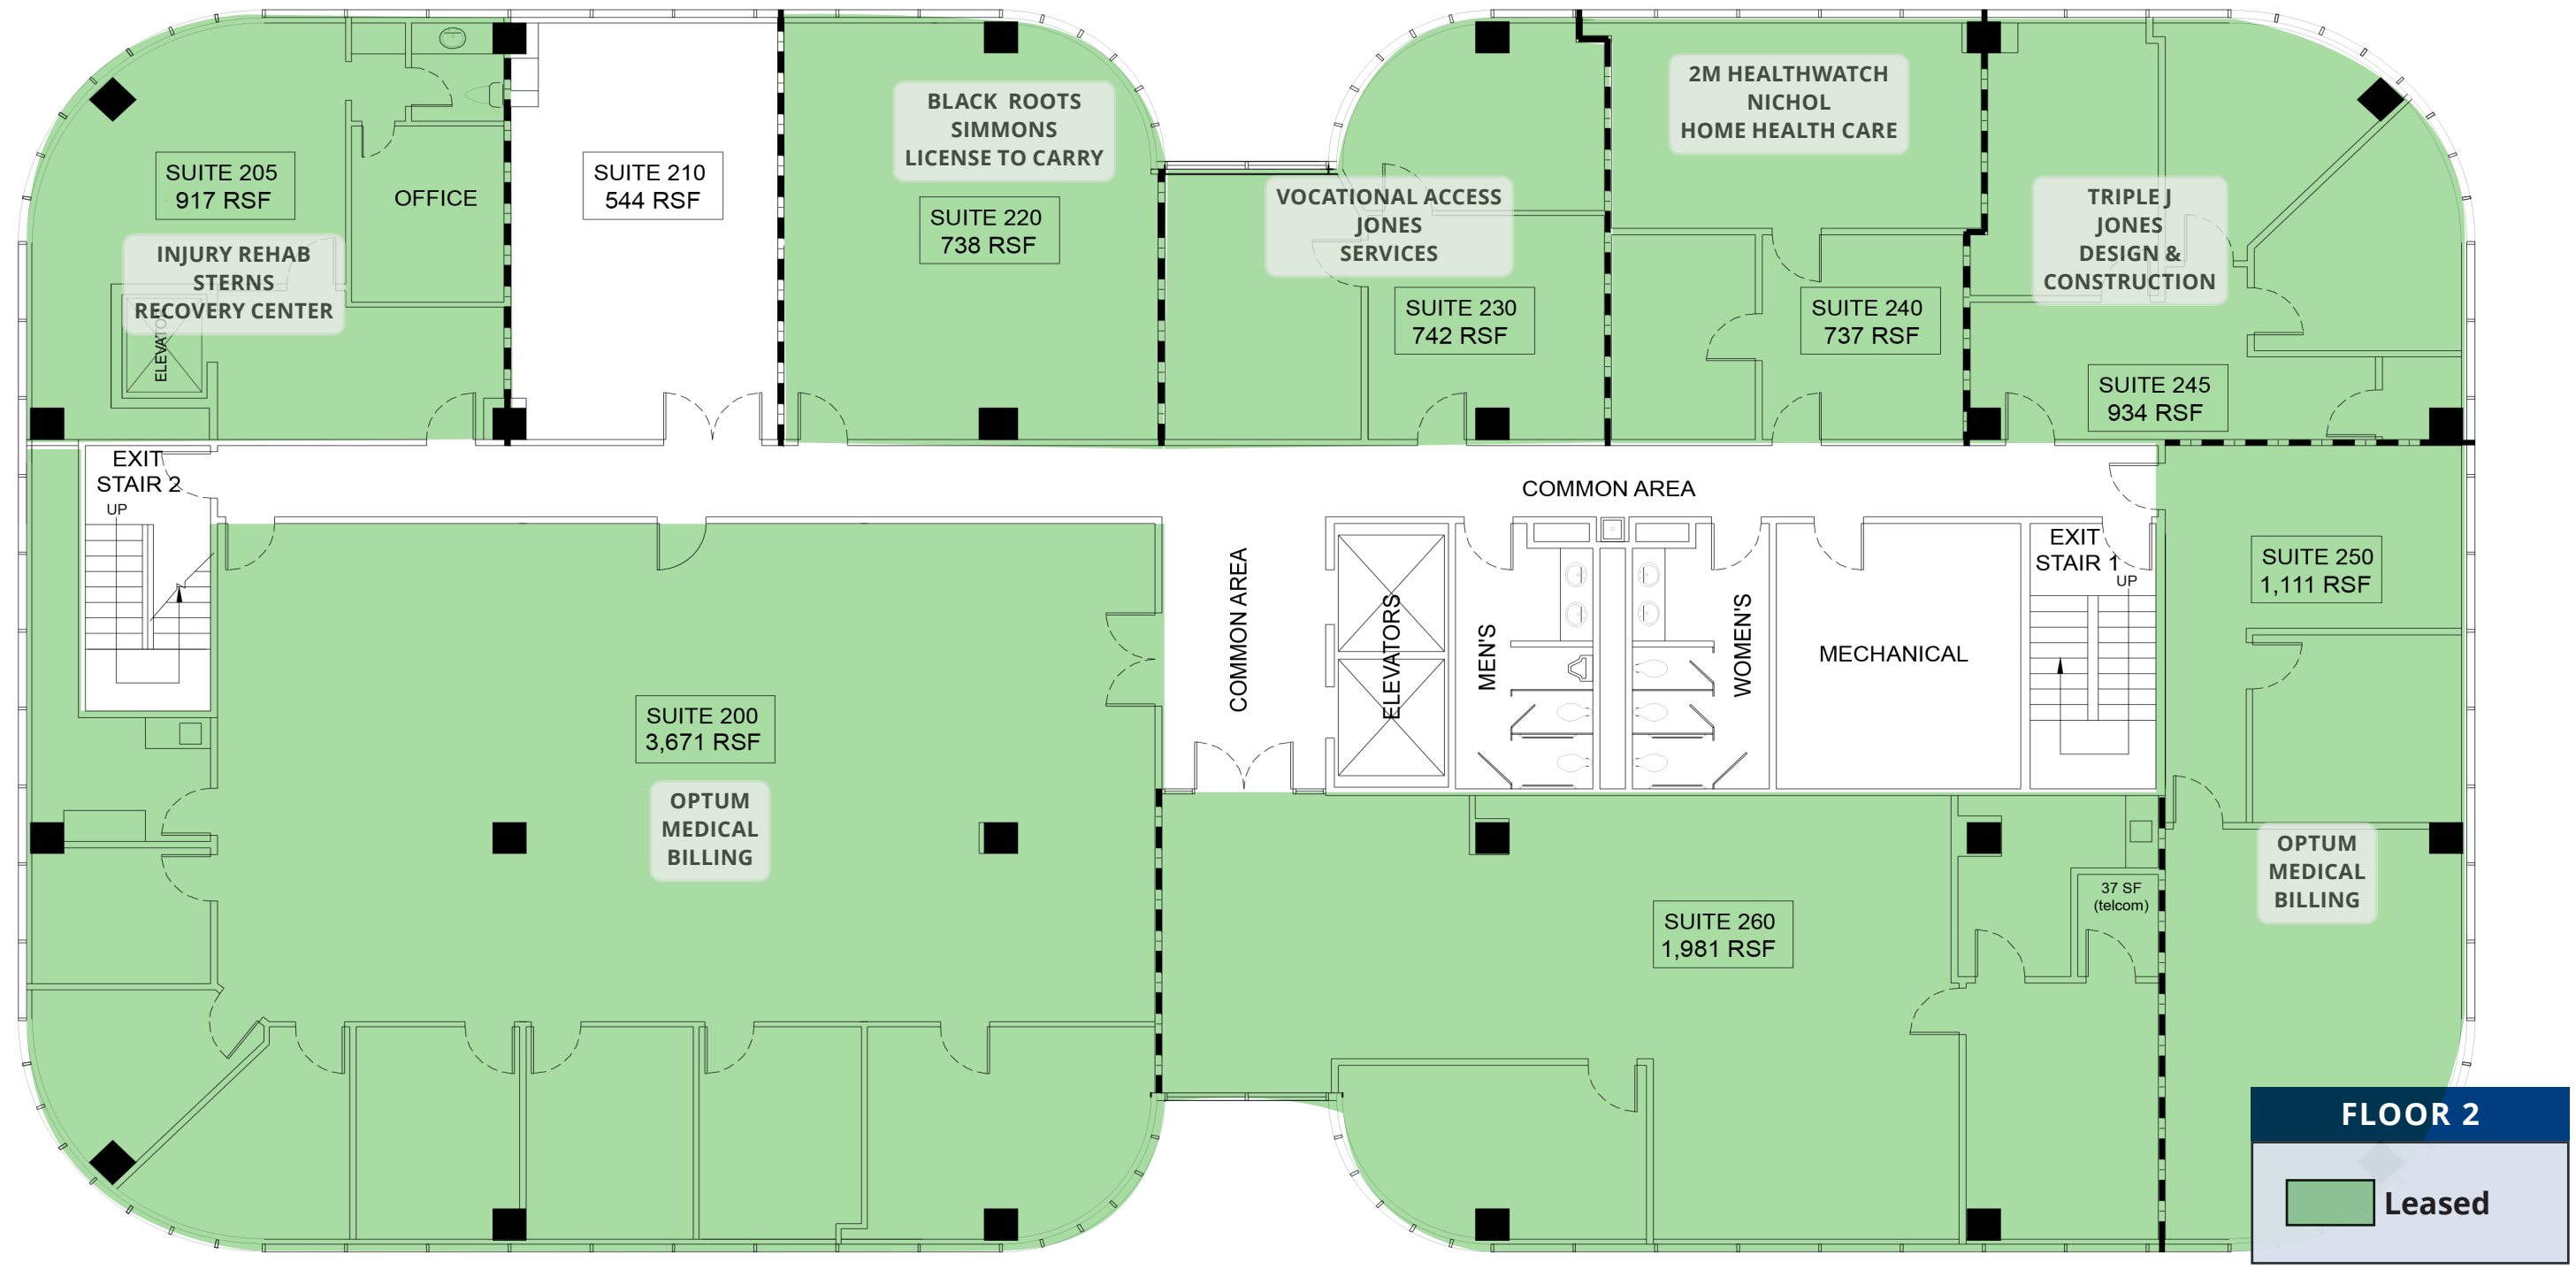 SUITE 205
917 RSF
INJURY REHAB
STERNS
RECOVERY CENTER
ELEVATOR
OFFICE
SUITE 210
544 RSF
BLACK ROOTS
SIMMONS
LICENSE TO CARRY
SUITE 220
738 RSF
VOCATIONAL ACCESS
JONES
SERVICES
SUITE 230
742 RSF
2M HEALTHWATCH
NICHOL
HOME HEALTH CARE
SUITE 240
737 RSF
TRIPLE J
JONES
DESIGN &
CONSTRUCTION
SUITE 245
934 RSF
EXIT
STAIR 2
UP
COMMON AREA
COMMON AREA
ELEVATORS
MEN'S
WOMEN'S
MECHANICAL
EXIT
STAIR 1
UP
SUITE 250
1,111 RSF
SUITE 200
3,671 RSF
OPTUM
MEDICAL
BILLING
SUITE 260
1,981 RSF
37 SF
(telcom)
OPTUM
MEDICAL
BILLING
FLOOR 2
Leased